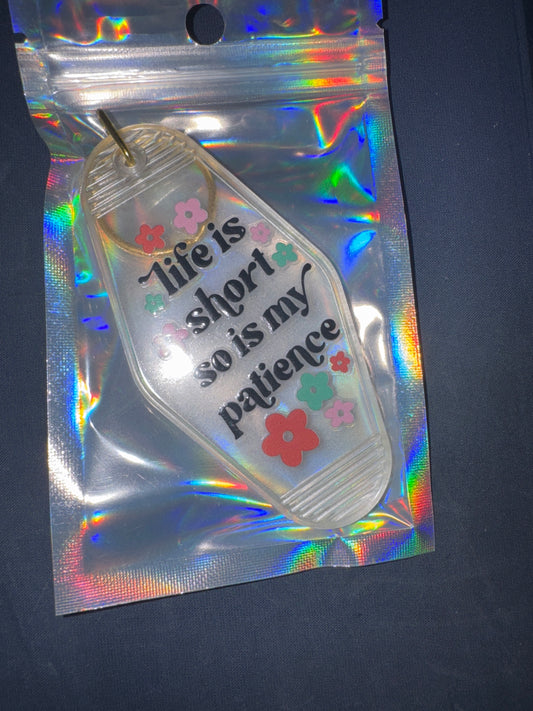 life is
short
so is my
patience